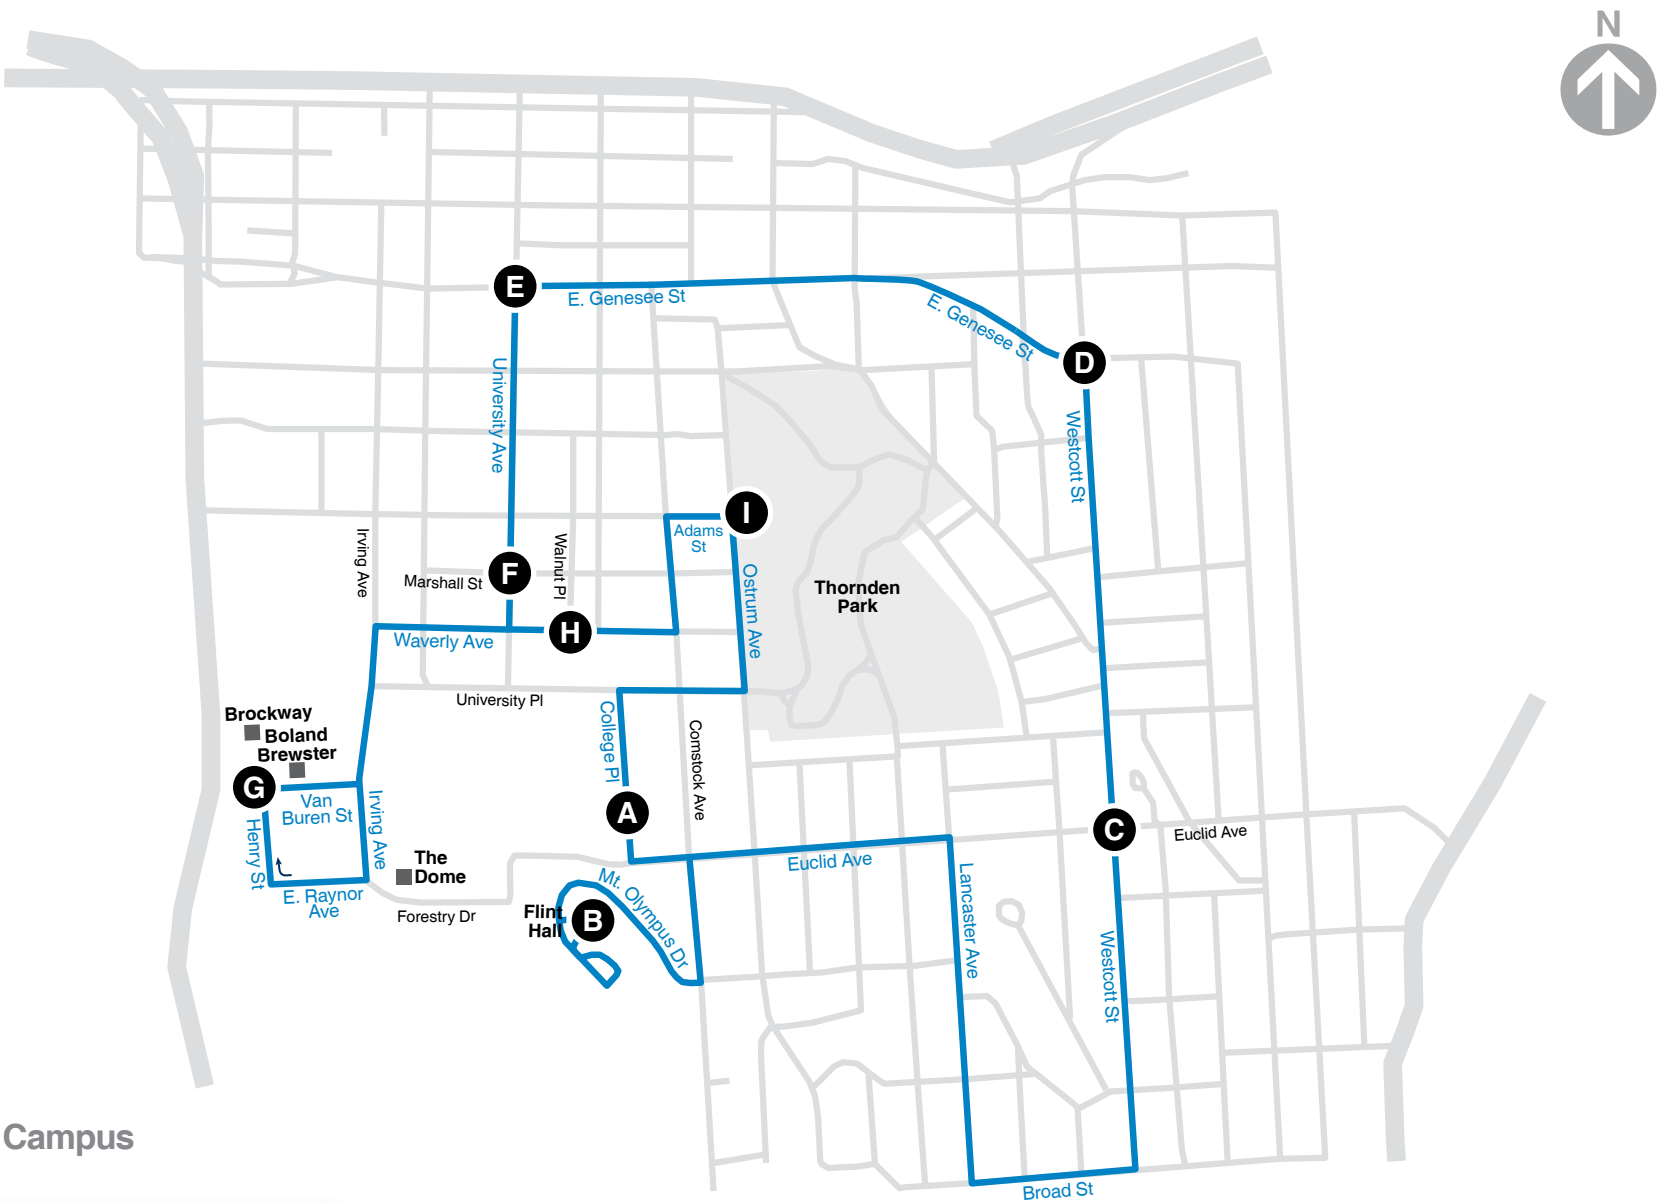 N
E
E. Genesee St
E. Genesee St
D
University Ave
Westcott St
I
Adams
St
Irving Ave
Walnut Pl
Marshall St
F
Ostrum Ave
Thornden
Park
Waverly Ave
H
University Pl
College Pl
Comstock Ave
Brockway
Boland
Brewster
G
Van
Buren St
Irving Ave
Henry St
E. Raynor
Ave
The
Dome
Forestry Dr
A
C
Euclid Ave
Euclid Ave
Mt. Olympus Dr
Flint
Hall
B
Lancaster Ave
Westcott St
Broad St
Campus